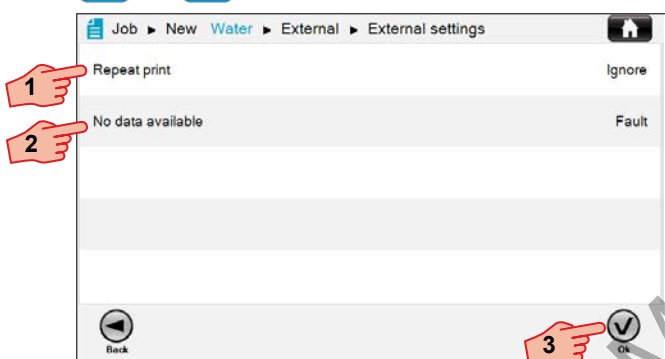 Job ► New Water ► External ► External settings
1
Repeat print Ignore
2
No data available Fault
Back
3
Ok